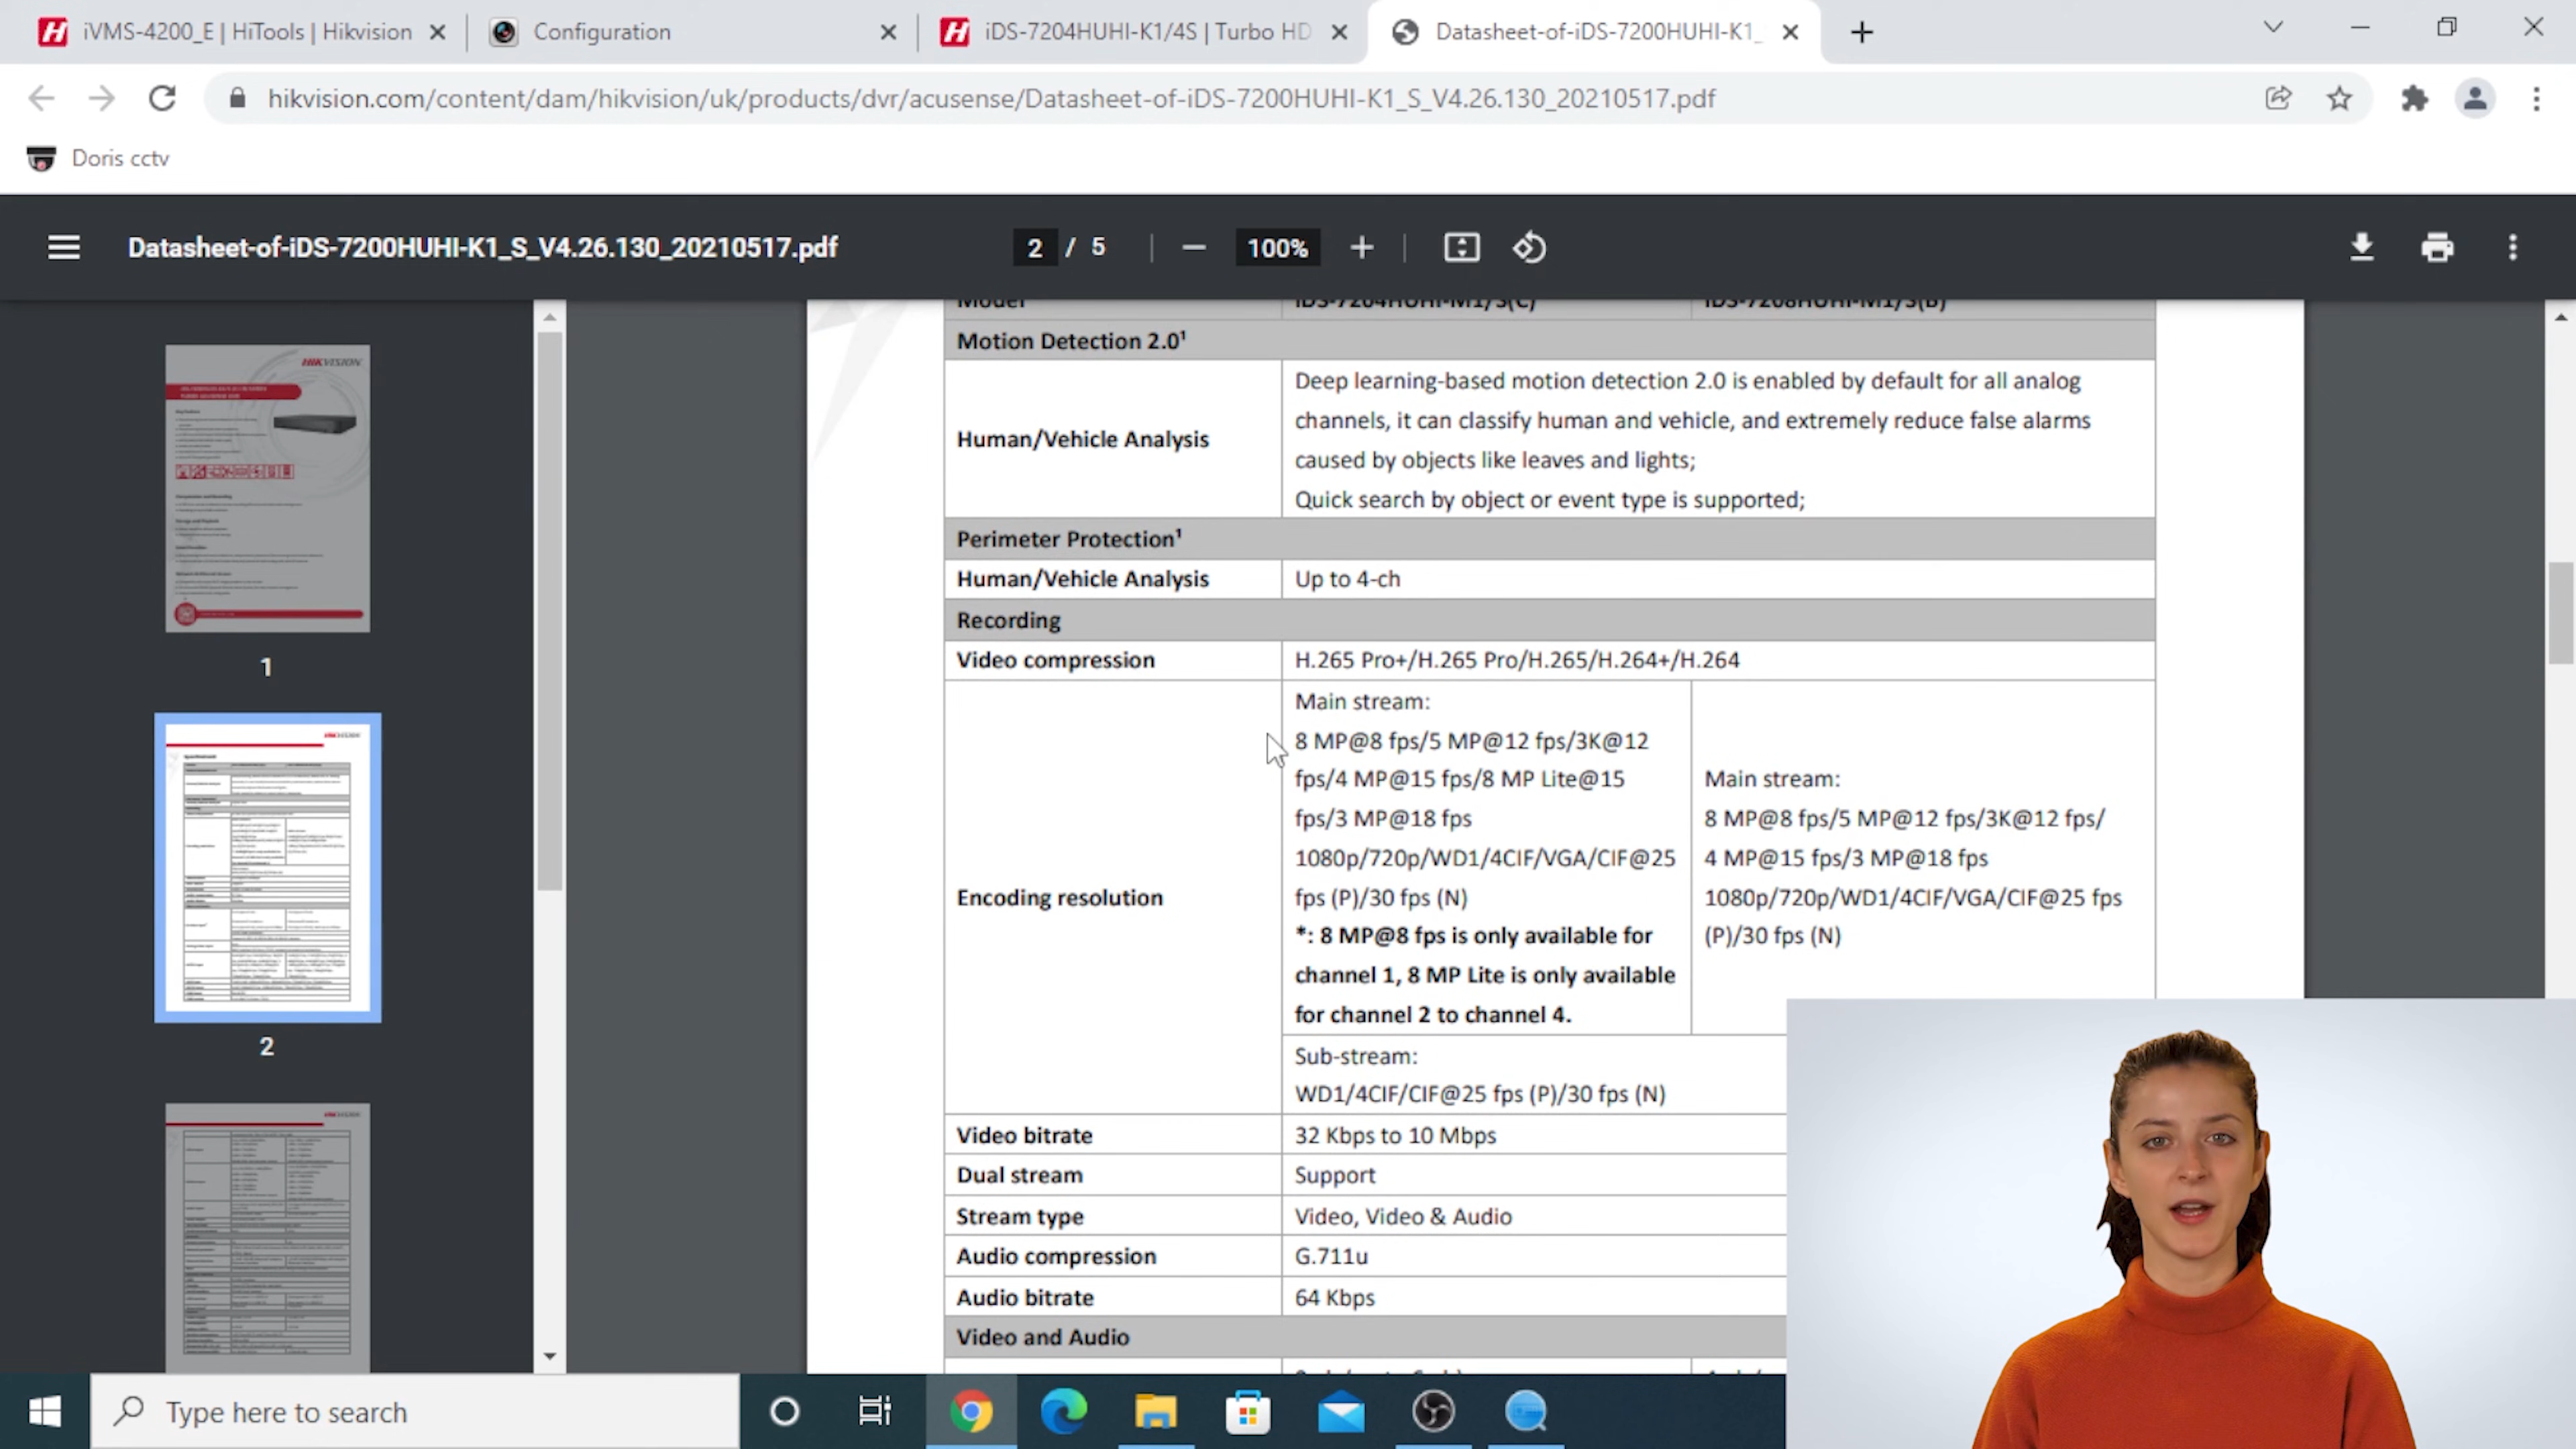 iVMS-4200_E | HiTools | Hikvision
Configuration
iDS-7204HUHI-K1/4S | Turbo HD
Datasheet-of-iDS-7200HUHI-K1_
hikvision.com/content/dam/hikvision/uk/products/dvr/acusense/Datasheet-of-iDS-7200HUHI-K1_S_V4.26.130_20210517.pdf
Doris cctv
Datasheet-of-iDS-7200HUHI-K1_S_V4.26.130_20210517.pdf
2 / 5
100%
Model iDS-7204HUHI-M1/S(C) iDS-7208HUHI-M1/S(B)
Motion Detection 2.0¹
Human/Vehicle Analysis
Deep learning-based motion detection 2.0 is enabled by default for all analog
channels, it can classify human and vehicle, and extremely reduce false alarms
caused by objects like leaves and lights;
Quick search by object or event type is supported;
Perimeter Protection¹
Human/Vehicle Analysis Up to 4-ch
Recording
Video compression H.265 Pro+/H.265 Pro/H.265/H.264+/H.264
Encoding resolution
Main stream:
8 MP@8 fps/5 MP@12 fps/3K@12
fps/4 MP@15 fps/8 MP Lite@15
fps/3 MP@18 fps
1080p/720p/WD1/4CIF/VGA/CIF@25
fps (P)/30 fps (N)
*: 8 MP@8 fps is only available for
channel 1, 8 MP Lite is only available
for channel 2 to channel 4.
Main stream:
8 MP@8 fps/5 MP@12 fps/3K@12 fps/
4 MP@15 fps/3 MP@18 fps
1080p/720p/WD1/4CIF/VGA/CIF@25 fps
(P)/30 fps (N)
Sub-stream:
WD1/4CIF/CIF@25 fps (P)/30 fps (N)
Video bitrate 32 Kbps to 10 Mbps
Dual stream Support
Stream type Video, Video & Audio
Audio compression G.711u
Audio bitrate 64 Kbps
Video and Audio
HIKVISION
1
2
Type here to search